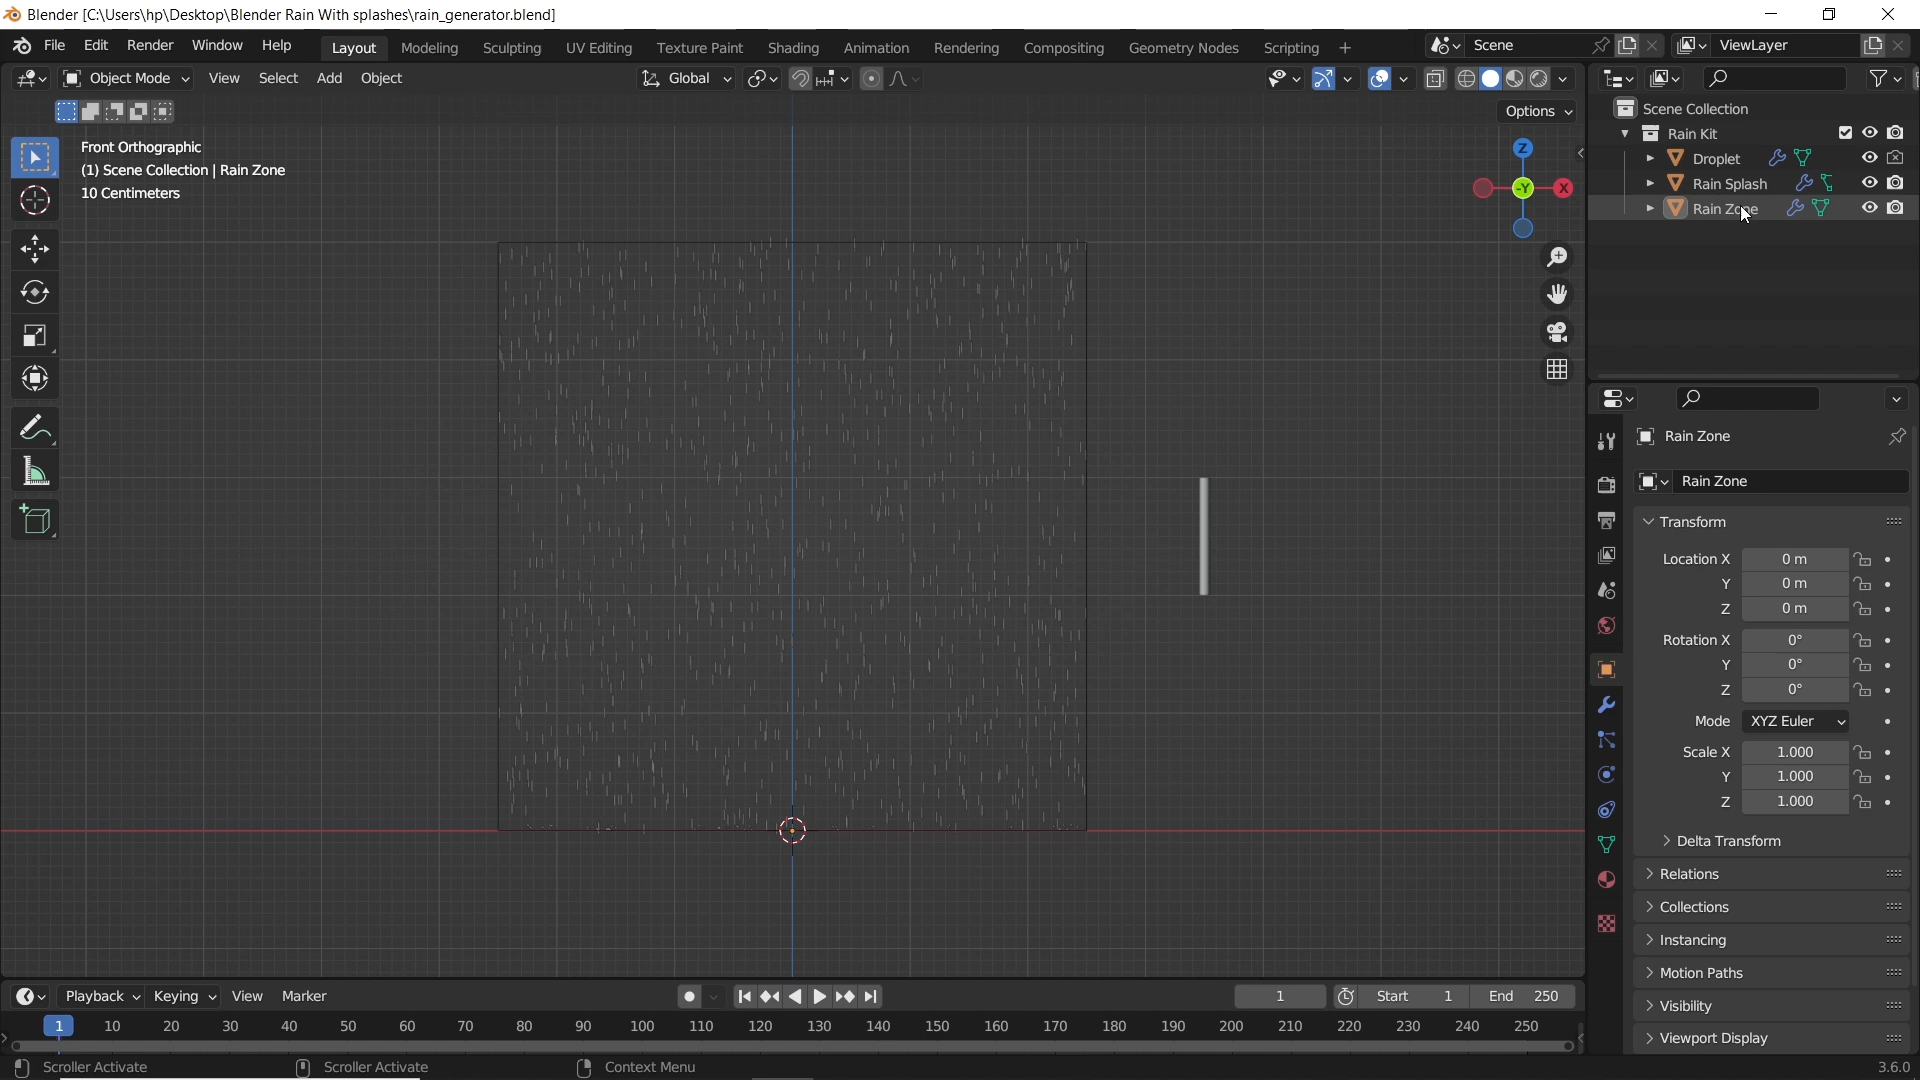 Blender [C:\Users\hp\Desktop\Blender Rain With splashes\rain_generator.blend]
File Edit Render Window Help Layout Modeling Sculpting UV Editing Texture Paint Shading Animation Rendering Compositing Geometry Nodes Scripting + Scene ViewLayer
Object Mode View Select Add Object Global
Options
Front Orthographic
(1) Scene Collection | Rain Zone
10 Centimeters
Z
-Y X
Scene Collection
Rain Kit
Droplet
Rain Splash
Rain Zone
Rain Zone
Rain Zone
Transform
Location X 0 m
Y 0 m
Z 0 m
Rotation X 0°
Y 0°
Z 0°
Mode XYZ Euler
Scale X 1.000
Y 1.000
Z 1.000
Delta Transform
Relations
Collections
Instancing
Motion Paths
Visibility
Viewport Display
Playback Keying View Marker 1 Start 1 End 250
1 10 20 30 40 50 60 70 80 90 100 110 120 130 140 150 160 170 180 190 200 210 220 230 240 250
Scroller Activate Scroller Activate Context Menu 3.6.0